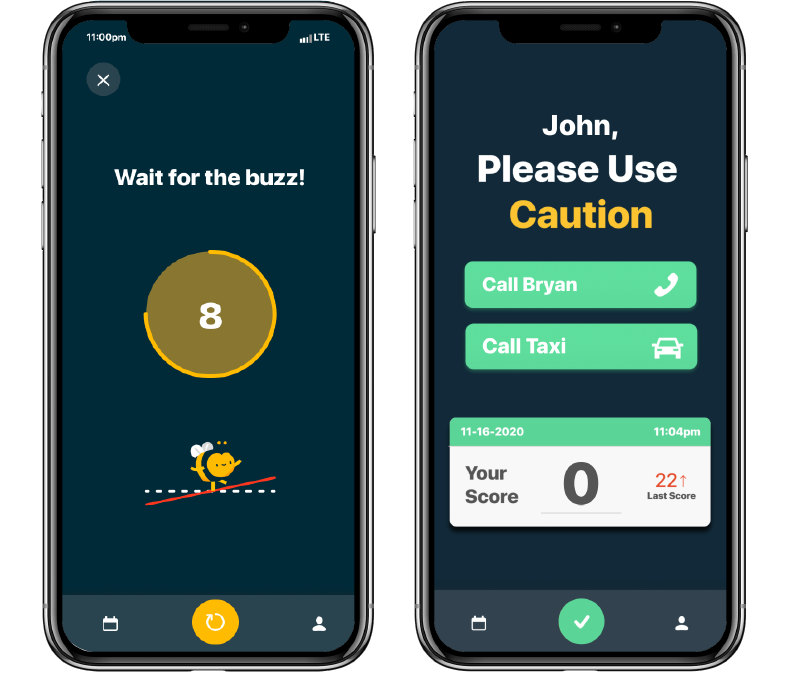 11:00pm
LTE
Wait for the buzz!
8
John,
Please Use
Caution
Call Bryan
Call Taxi
11-16-2020 11:04pm
Your
Score
0
22↑
Last Score